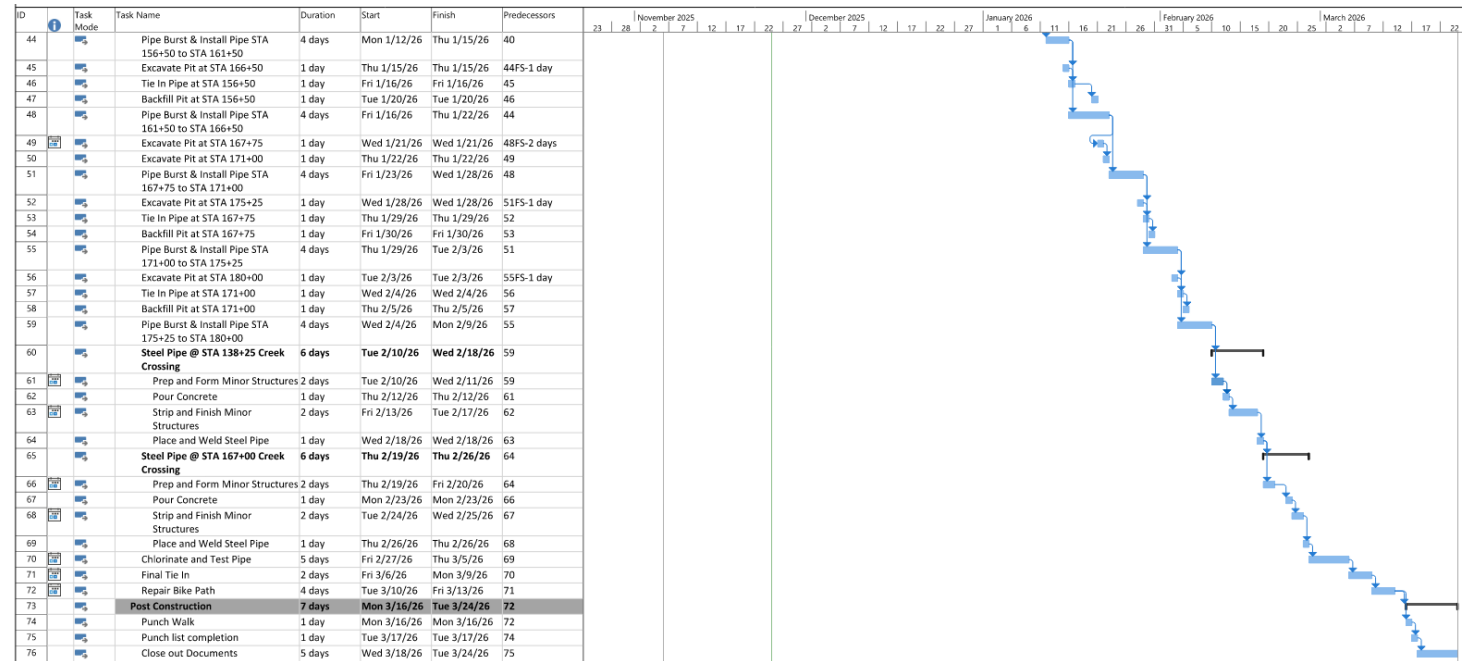 ID Task Mode Task Name Duration Start Finish Predecessors
November 2025 December 2025 January 2026 February 2026 March 2026
23 28 2 7 12 17 22 27 2 7 12 17 22 27 1 6 11 16 21 26 31 5 10 15 20 25 2 7 12 17 22
44 Pipe Burst & Install Pipe STA 4 days Mon 1/12/26 Thu 1/15/26 40
156+50 to STA 161+50
45 Excavate Pit at STA 166+50 1 day Thu 1/15/26 Thu 1/15/26 44FS-1 day
46 Tie In Pipe at STA 156+50 1 day Fri 1/16/26 Fri 1/16/26 45
47 Backfill Pit at STA 156+50 1 day Tue 1/20/26 Tue 1/20/26 46
48 Pipe Burst & Install Pipe STA 4 days Fri 1/16/26 Thu 1/22/26 44
161+50 to STA 166+50
49 Excavate Pit at STA 167+75 1 day Wed 1/21/26 Wed 1/21/26 48FS-2 days
50 Excavate Pit at STA 171+00 1 day Thu 1/22/26 Thu 1/22/26 49
51 Pipe Burst & Install Pipe STA 4 days Fri 1/23/26 Wed 1/28/26 48
167+75 to STA 171+00
52 Excavate Pit at STA 175+25 1 day Wed 1/28/26 Wed 1/28/26 51FS-1 day
53 Tie In Pipe at STA 167+75 1 day Thu 1/29/26 Thu 1/29/26 52
54 Backfill Pit at STA 167+75 1 day Fri 1/30/26 Fri 1/30/26 53
55 Pipe Burst & Install Pipe STA 4 days Thu 1/29/26 Tue 2/3/26 51
171+00 to STA 175+25
56 Excavate Pit at STA 180+00 1 day Tue 2/3/26 Tue 2/3/26 55FS-1 day
57 Tie In Pipe at STA 171+00 1 day Wed 2/4/26 Wed 2/4/26 56
58 Backfill Pit at STA 171+00 1 day Thu 2/5/26 Thu 2/5/26 57
59 Pipe Burst & Install Pipe STA 4 days Wed 2/4/26 Mon 2/9/26 55
175+25 to STA 180+00
60 Steel Pipe @ STA 138+25 Creek 6 days Tue 2/10/26 Wed 2/18/26 59
Crossing
61 Prep and Form Minor Structures 2 days Tue 2/10/26 Wed 2/11/26 59
62 Pour Concrete 1 day Thu 2/12/26 Thu 2/12/26 61
63 Strip and Finish Minor 2 days Fri 2/13/26 Tue 2/17/26 62
Structures
64 Place and Weld Steel Pipe 1 day Wed 2/18/26 Wed 2/18/26 63
65 Steel Pipe @ STA 167+00 Creek 6 days Thu 2/19/26 Thu 2/26/26 64
Crossing
66 Prep and Form Minor Structures 2 days Thu 2/19/26 Fri 2/20/26 64
67 Pour Concrete 1 day Mon 2/23/26 Mon 2/23/26 66
68 Strip and Finish Minor 2 days Tue 2/24/26 Wed 2/25/26 67
Structures
69 Place and Weld Steel Pipe 1 day Thu 2/26/26 Thu 2/26/26 68
70 Chlorinate and Test Pipe 5 days Fri 2/27/26 Thu 3/5/26 69
71 Final Tie In 2 days Fri 3/6/26 Mon 3/9/26 70
72 Repair Bike Path 4 days Tue 3/10/26 Fri 3/13/26 71
73 Post Construction 7 days Mon 3/16/26 Tue 3/24/26 72
74 Punch Walk 1 day Mon 3/16/26 Mon 3/16/26 72
75 Punch list completion 1 day Tue 3/17/26 Tue 3/17/26 74
76 Close out Documents 5 days Wed 3/18/26 Tue 3/24/26 75